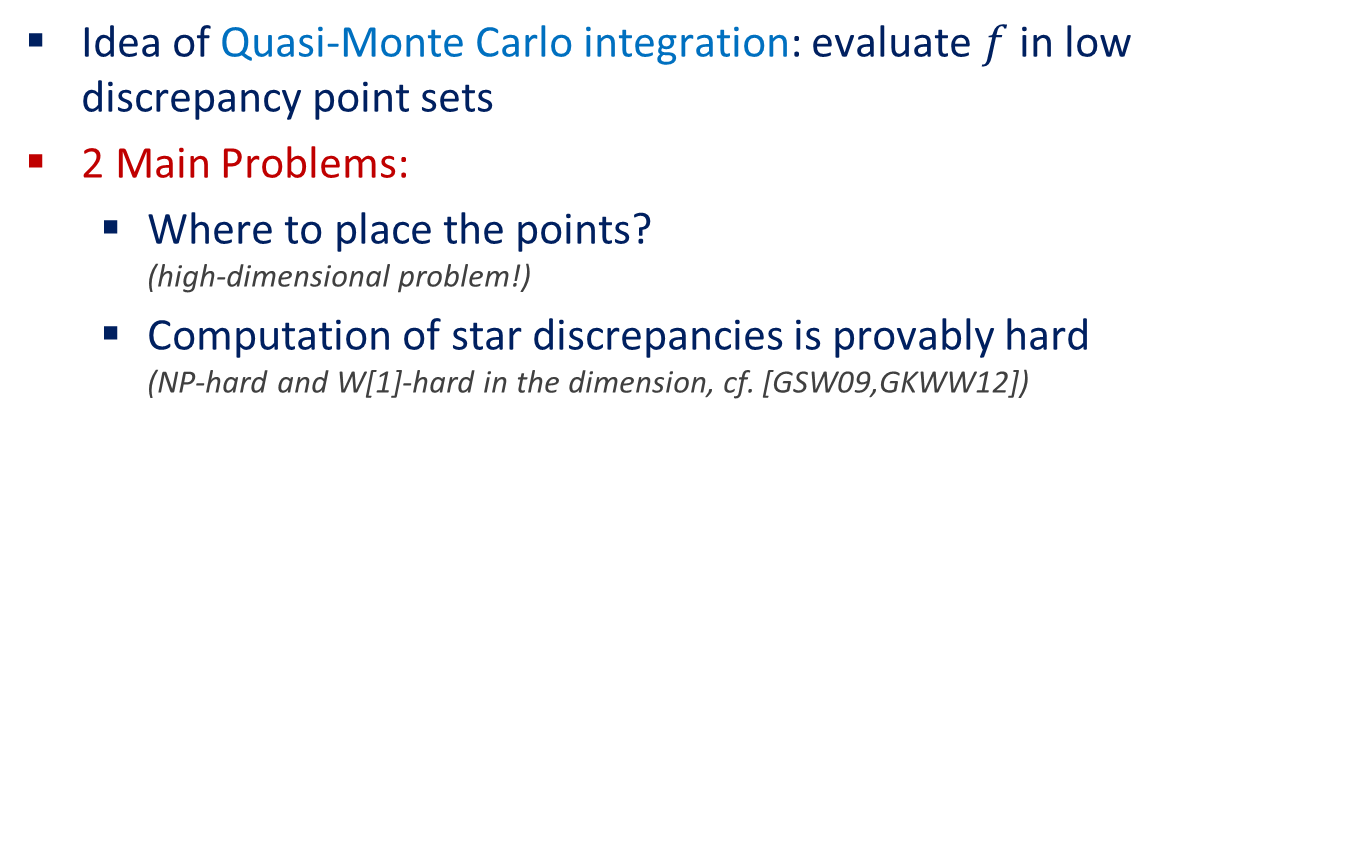 ▪ Idea of Quasi-Monte Carlo integration: evaluate 𝑓 in low
discrepancy point sets
▪ 2 Main Problems:
▪ Where to place the points?
(high-dimensional problem!)
▪ Computation of star discrepancies is provably hard
(NP-hard and W[1]-hard in the dimension, cf. [GSW09,GKWW12])